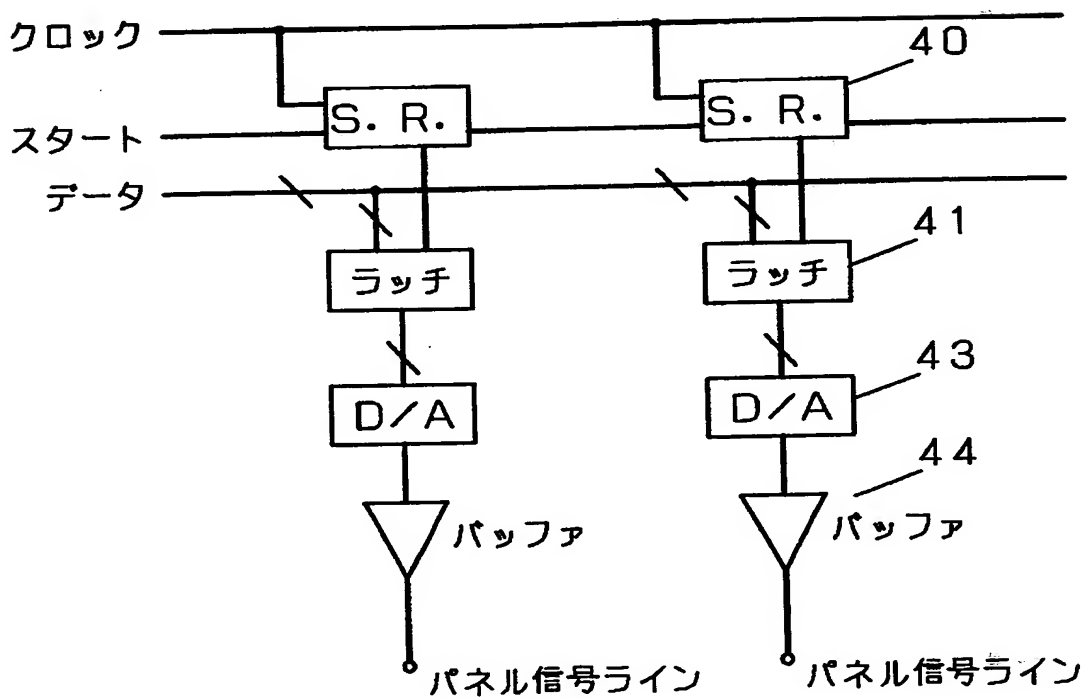 クロック
40
S. R.
S. R.
スタート
データ
41
ラッチ
ラッチ
43
D/A
D/A
44
バッファ
バッファ
パネル信号ライン
パネル信号ライン